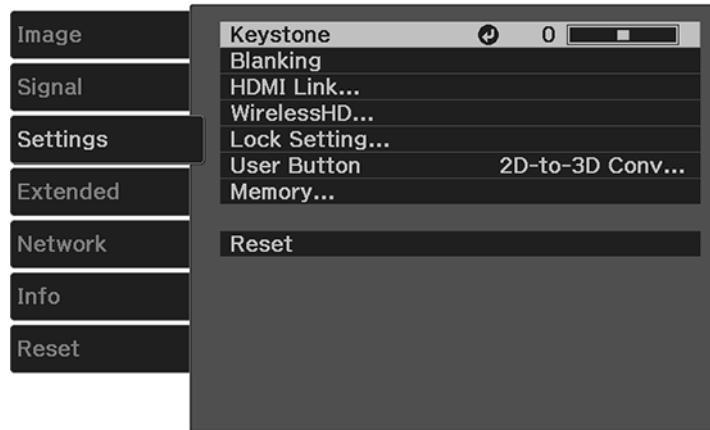 Image
Signal
Settings
Extended
Network
Info
Reset
Keystone 0
Blanking
HDMI Link...
WirelessHD...
Lock Setting...
User Button 2D-to-3D Conv...
Memory...
Reset